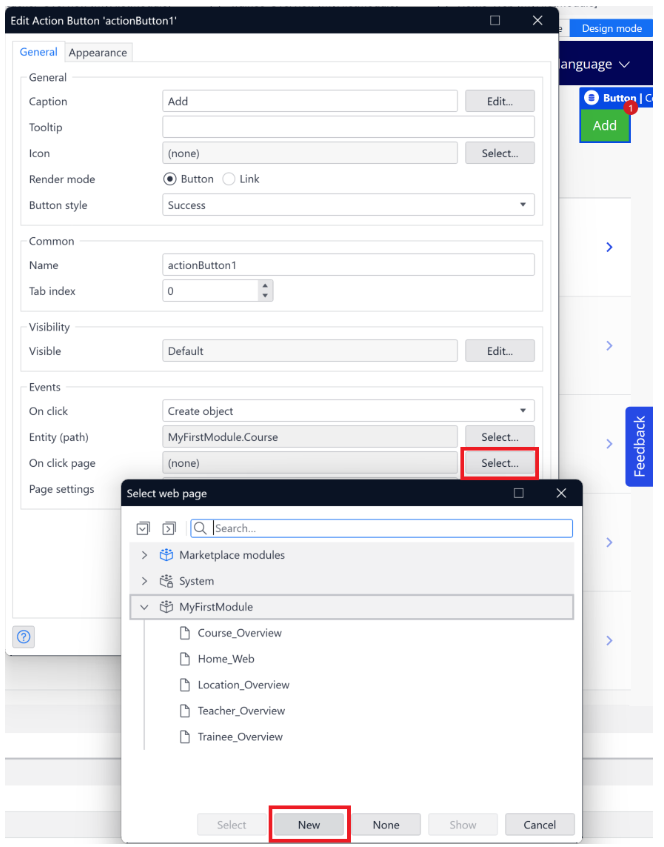 Edit Action Button 'actionButton1'
Design mode
General Appearance
language
General
Button | C
Caption Add Edit...
1
Add
Tooltip
Icon (none) Select...
Render mode Button Link
Button style Success
Common
Name actionButton1
Tab index 0
Visibility
Visible Default Edit...
Events
On click Create object
Entity (path) MyFirstModule.Course Select...
On click page (none) Select...
Feedback
Page settings
Select web page
Search...
Marketplace modules
System
MyFirstModule
Course_Overview
Home_Web
Location_Overview
Teacher_Overview
Trainee_Overview
Select New None Show Cancel